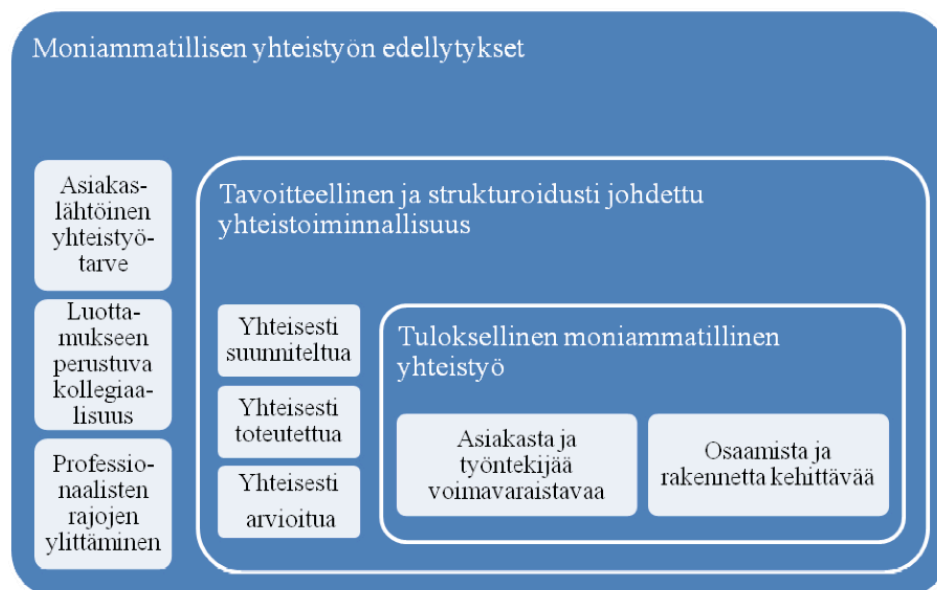 Moniammatillisen yhteistyön edellytykset
Asiakas-
lähtöinen
yhteistyö-
tarve
Luotta-
mukseen
perustuva
kollegiaa-
lisuus
Professio-
naalisten
rajojen
ylittäminen
Tavoitteellinen ja strukturoidusti johdettu
yhteistoiminnallisuus
Yhteisesti
suunniteltua
Yhteisesti
toteutettua
Yhteisesti
arvioitua
Tuloksellinen moniammatillinen
yhteistyö
Asiakasta ja
työntekijää
voimavaraistavaa
Osaamista ja
rakennetta kehittävää